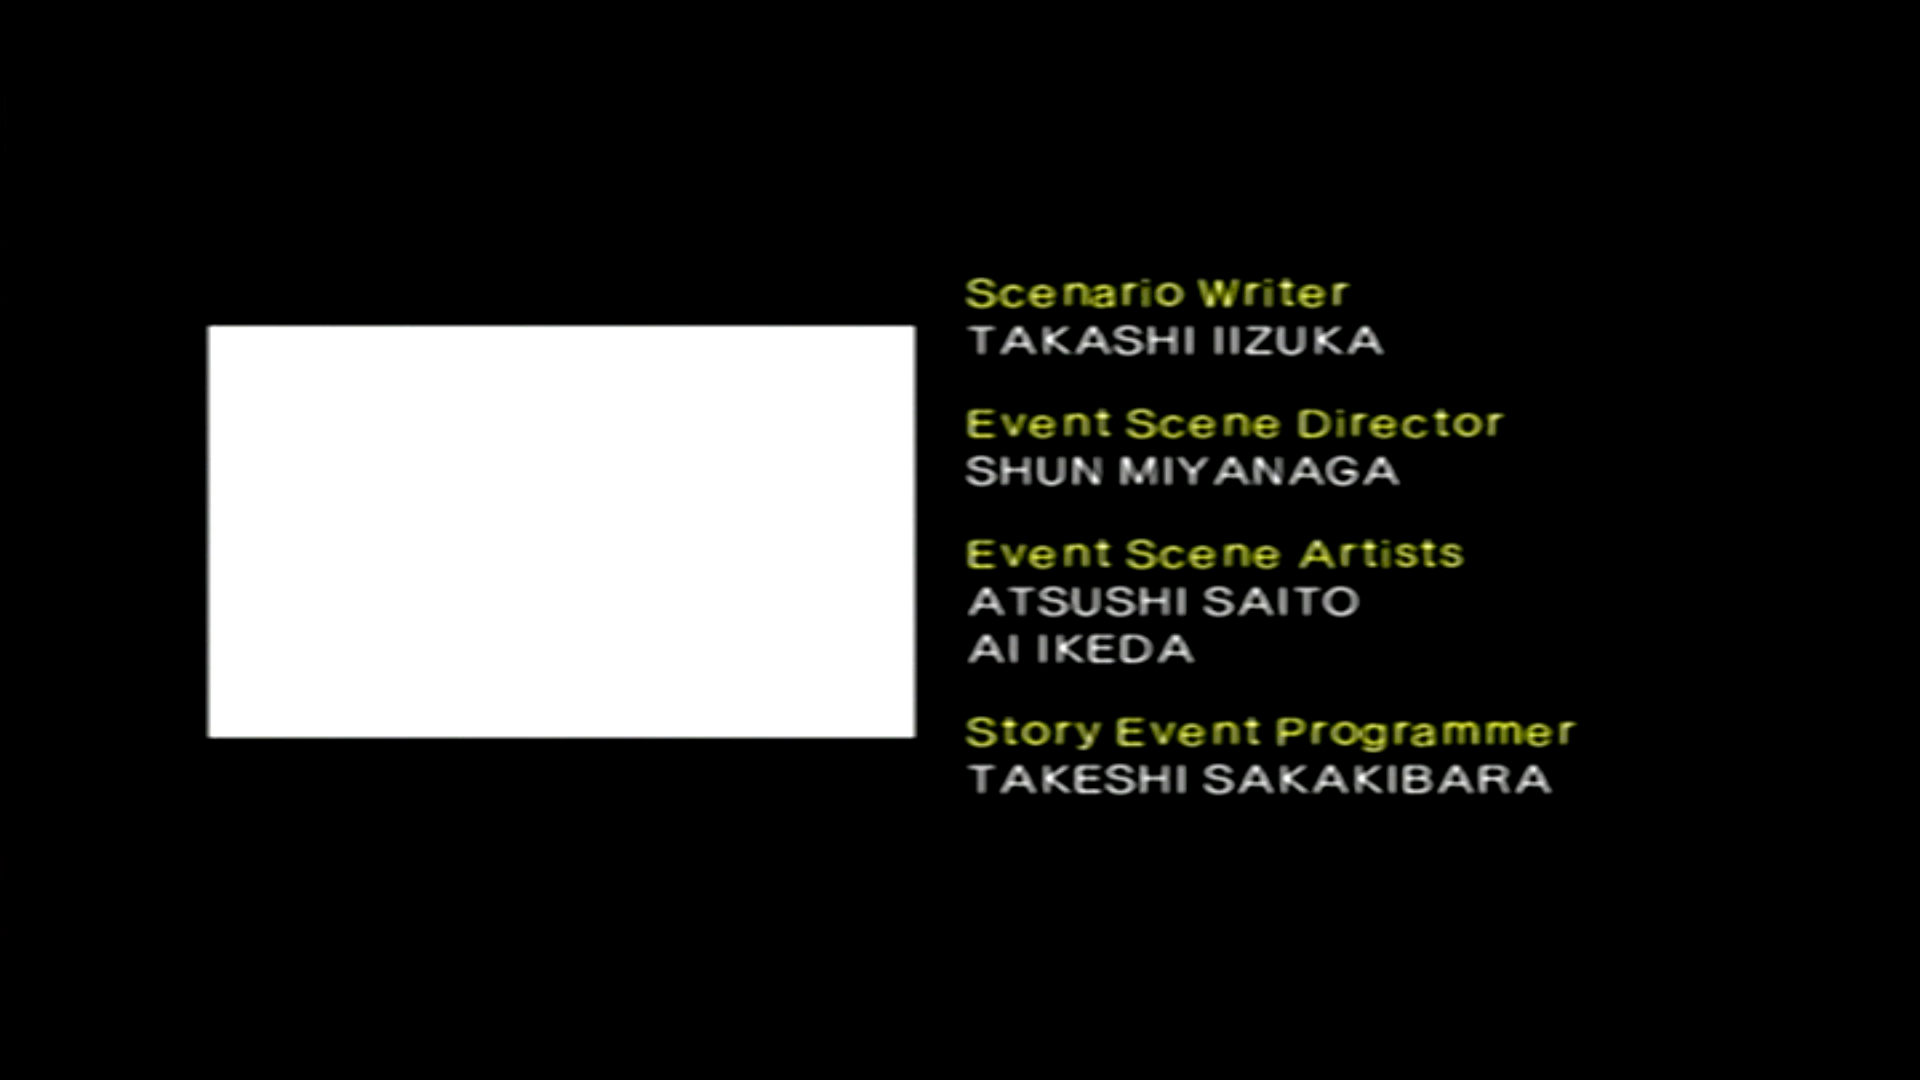 Scenario Writer
TAKASHI IIZUKA
Event Scene Director
SHUN MIYANAGA
Event Scene Artists
ATSUSHI SAITO
AI IKEDA
Story Event Programmer
TAKESHI SAKAKIBARA